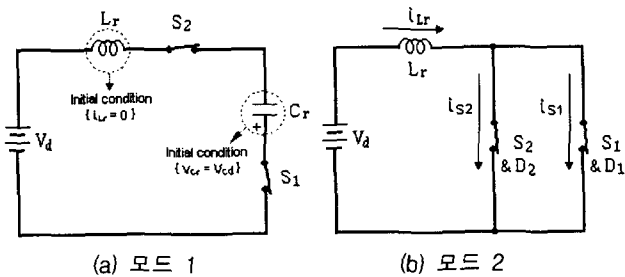 Lr
S2
Initial condition
{ iLr = 0 }
Vd
Cr
+
Initial condition
{ Vcr = Vcd }
S1
(a) 모드 1
iLr
Lr
Vd
iS2
iS1
S2
& D2
S1
& D1
(b) 모드 2